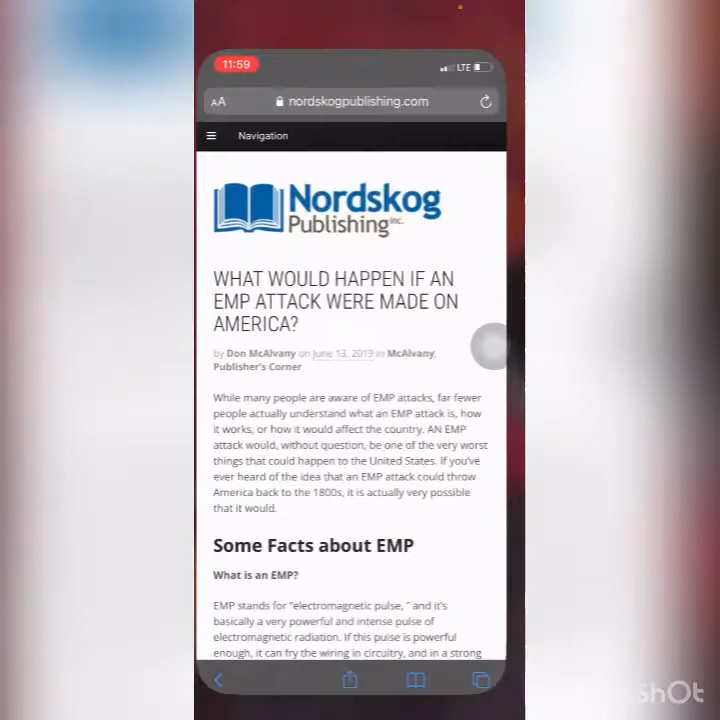 11:59
LTE
AA
nordskogpublishing.com
Navigation
Nordskog
Publishing inc.
WHAT WOULD HAPPEN IF AN
EMP ATTACK WERE MADE ON
AMERICA?
by Don McAlvany on June 13, 2019 in McAlvany,
Publisher's Corner
While many people are aware of EMP attacks, far fewer
people actually understand what an EMP attack is, how
it works, or how it would affect the country. AN EMP
attack would, without question, be one of the very worst
things that could happen to the United States. If you've
ever heard of the idea that an EMP attack could throw
America back to the 1800s, it is actually very possible
that it would.
Some Facts about EMP
What is an EMP?
EMP stands for "electromagnetic pulse, " and it's
basically a very powerful and intense pulse of
electromagnetic radiation. If this pulse is powerful
enough, it can fry the wiring in circuitry, and in a strong